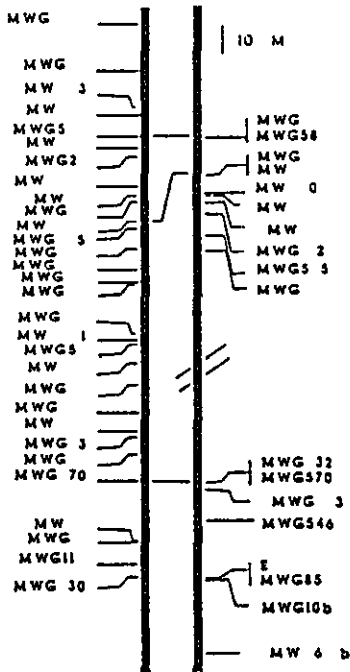 MWG
10 M
MWG
MW 3
MW
MWG5
MW
MWG2
MW
MW
MWG
MW
MWG 5
MWG
MWG
MWG
MWG
MWG
MW 1
MWG5
MW
MWG
MWG
MW
MWG 3
MWG
MWG 70
MW
MWG
MWG11
MWG 30
MWG
MWG58
MWG
MW
MW 0
MW
MW
MWG 2
MWG5 5
MWG
MWG 32
MWG570
MWG 3
MWG546
E
MWG85
MWG10b
MW 6 b